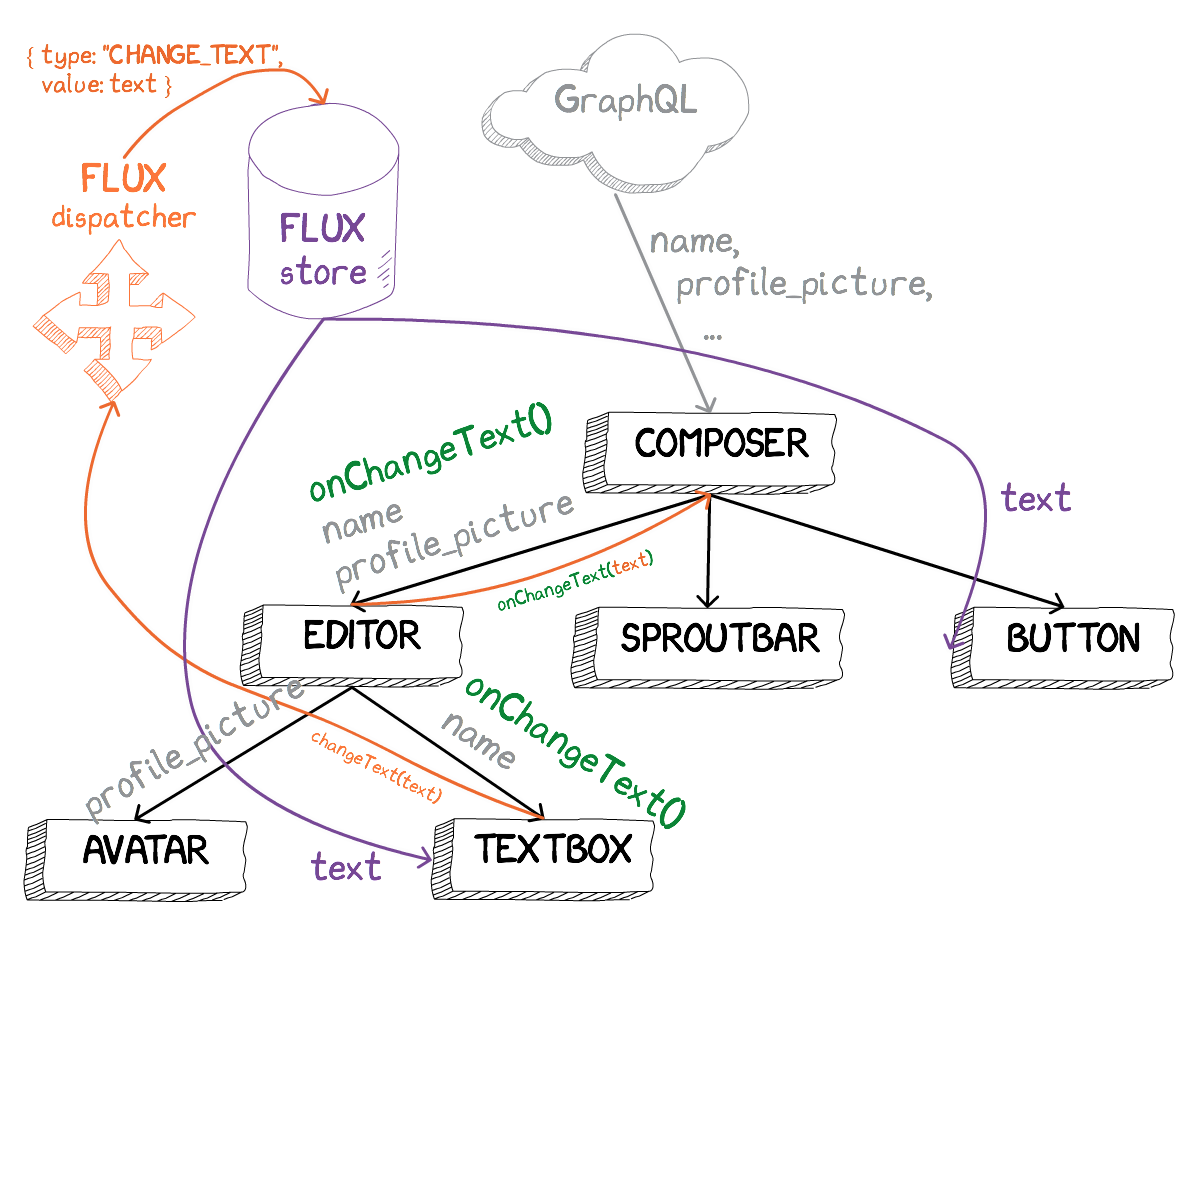 { type: "CHANGE_TEXT",
value: text }
GraphQL
FLUX
dispatcher
FLUX
store
name,
profile_picture,
...
onChangeText()
name
profile_picture
COMPOSER
text
onChangeText(text)
EDITOR
SPROUTBAR
BUTTON
profile_picture
changeText(text)
name
onChangeText()
AVATAR
text
TEXTBOX